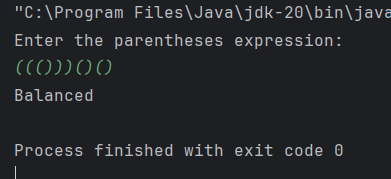 "C:\Program Files\Java\jdk-20\bin\java
Enter the parentheses expression:
((()))()()
Balanced
Process finished with exit code 0